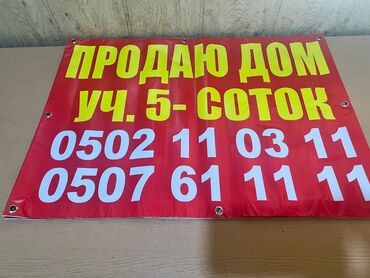 ПРОДАЮ ДОМ
УЧ. 5- СОТОК
0502 11 03 11
0507 61 11 11